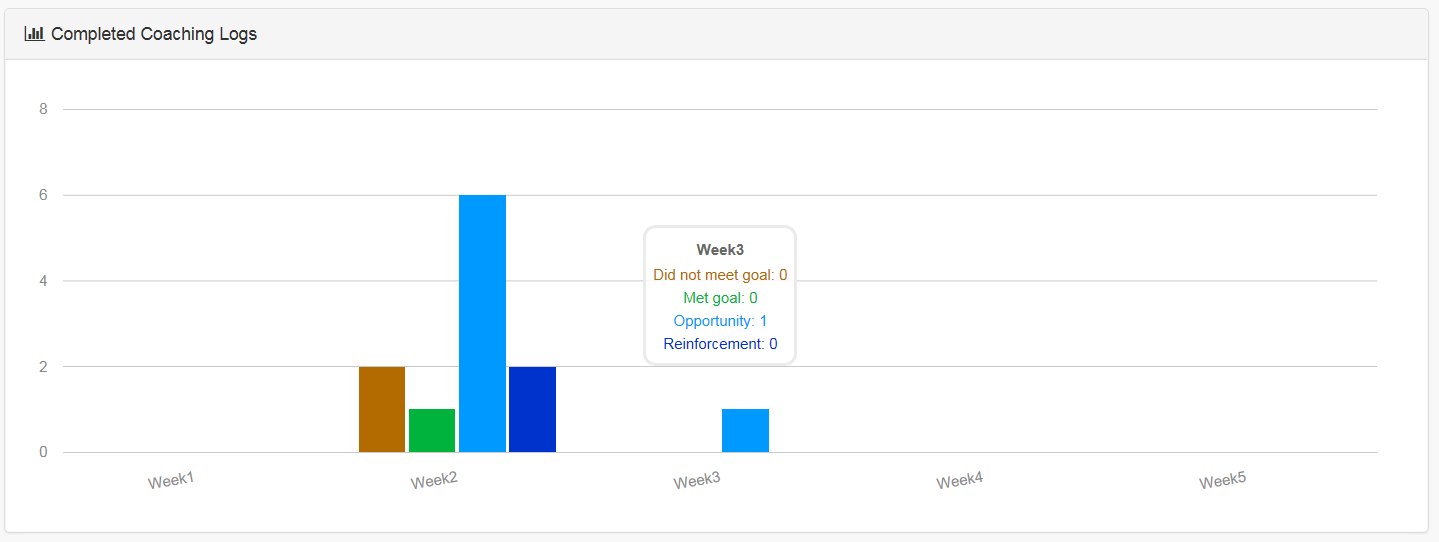 Completed Coaching Logs
8
6
4
2
0
Week3
Did not meet goal: 0
Met goal: 0
Opportunity: 1
Reinforcement: 0
Week1
Week2
Week3
Week4
Week5